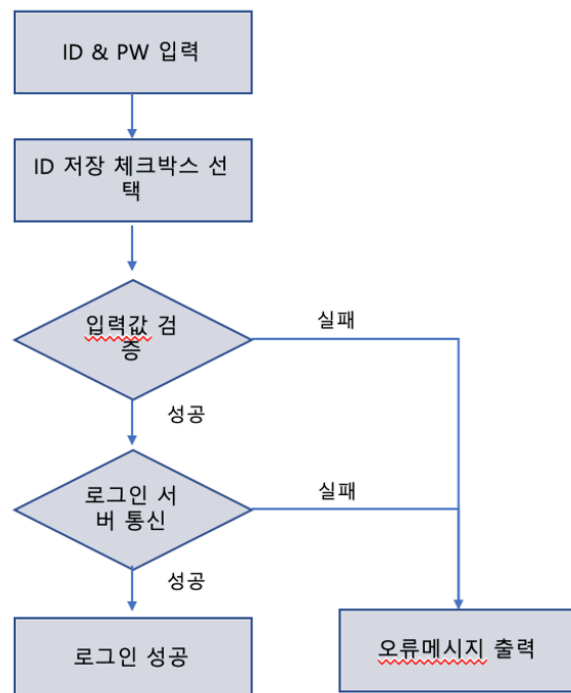 ID & PW 입력
ID 저장 체크박스 선
택
입력값 검
증
실패
성공
로그인 서
버 통신
실패
성공
로그인 성공
오류메시지 출력